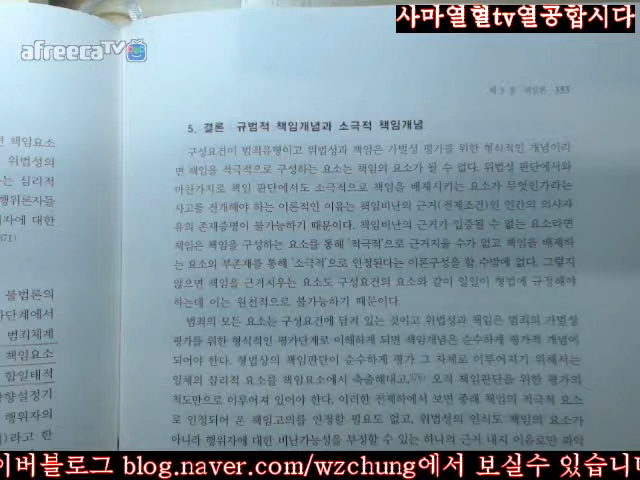 사마열혈tv열공합시다
afreecaTV
제 3 장 책임론 355
5. 결론 규범적 책임개념과 소극적 책임개념
구성요건이 범죄유형이고 위법성과 책임은 가벌성 평가를 위한 형식적인 개념이라
면 책임을 적극적으로 구성하는 요소는 책임의 요소가 될 수 없다. 위법성 판단에서와
마찬가지로 책임 판단에서도 소극적으로 책임을 배제시키는 요소가 무엇인가라는
사고를 전개해야 하는 이론적인 이유는 책임비난의 근거(전제조건)인 인간의 의사자
유의 존재증명이 불가능하기 때문이다. 책임비난의 근거가 입증될 수 없는 요소라면
책임은 책임을 구성하는 요소를 통해 '적극적'으로 근거지울 수가 없고 책임을 배제하
는 요소의 부존재를 통해 '소극적'으로 인정된다는 이론구성을 할 수밖에 없다. 그렇지
않으면 책임을 근거지우는 요소도 구성요건의 요소와 같이 일일이 형법에 규정해야
하는데 이는 원천적으로 불가능하기 때문이다.
범죄의 모든 요소는 구성요건에 담겨 있는 것이고 위법성과 책임은 범죄의 가벌성
평가를 위한 형식적인 평가단계로 이해하게 되면 책임개념은 순수하게 평가적 개념이
되어야 한다. 형법상의 책임판단이 순수하게 평가 그 자체로 이루어지기 위해서는
일체의 심리적 요소를 책임요소에서 축출해내고, 오직 책임판단을 위한 평가의
척도만으로 이루어져 있어야 한다. 이러한 전제하에서 보면 종래 책임의 적극적 요소
로 인정되어 온 책임고의를 인정할 필요도 없고, 위법성의 인식도 책임의 요소가
아니라 행위자에 대한 비난가능성을 부정할 수 있는 하나의 근거 내지 이유로만 파악
면 책임요소
위법성의
는 심리적
행위론자들
자에 대한
371)
불법론의
단계에서
범죄체계
책임요소
합일태적
향설정기
행위자의
)라고 한
이버블로그 blog.naver.com/wzchung에서 보실수 있습니다